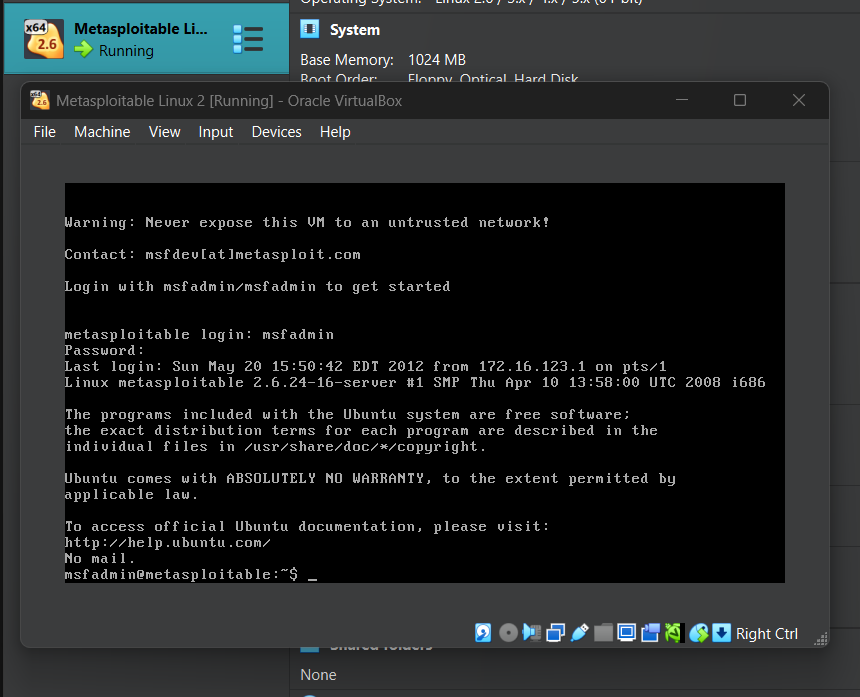 Operating System: Linux 2.6 / 3.x / 4.x / 5.x (64-bit)
x64
2.6
Metasploitable Li...
Running
System
Base Memory: 1024 MB
Boot Order: Floppy, Optical, Hard Disk
x64
2.6
Metasploitable Linux 2 [Running] - Oracle VirtualBox
File Machine View Input Devices Help
Warning: Never expose this VM to an untrusted network!
Contact: msfdev[at]metasploit.com
Login with msfadmin/msfadmin to get started
metasploitable login: msfadmin
Password:
Last login: Sun May 20 15:50:42 EDT 2012 from 172.16.123.1 on pts/1
Linux metasploitable 2.6.24-16-server #1 SMP Thu Apr 10 13:58:00 UTC 2008 i686
The programs included with the Ubuntu system are free software;
the exact distribution terms for each program are described in the
individual files in /usr/share/doc/*/copyright.
Ubuntu comes with ABSOLUTELY NO WARRANTY, to the extent permitted by
applicable law.
To access official Ubuntu documentation, please visit:
http://help.ubuntu.com/
No mail.
msfadmin@metasploitable:~$ _
Right Ctrl
Shared folders
None